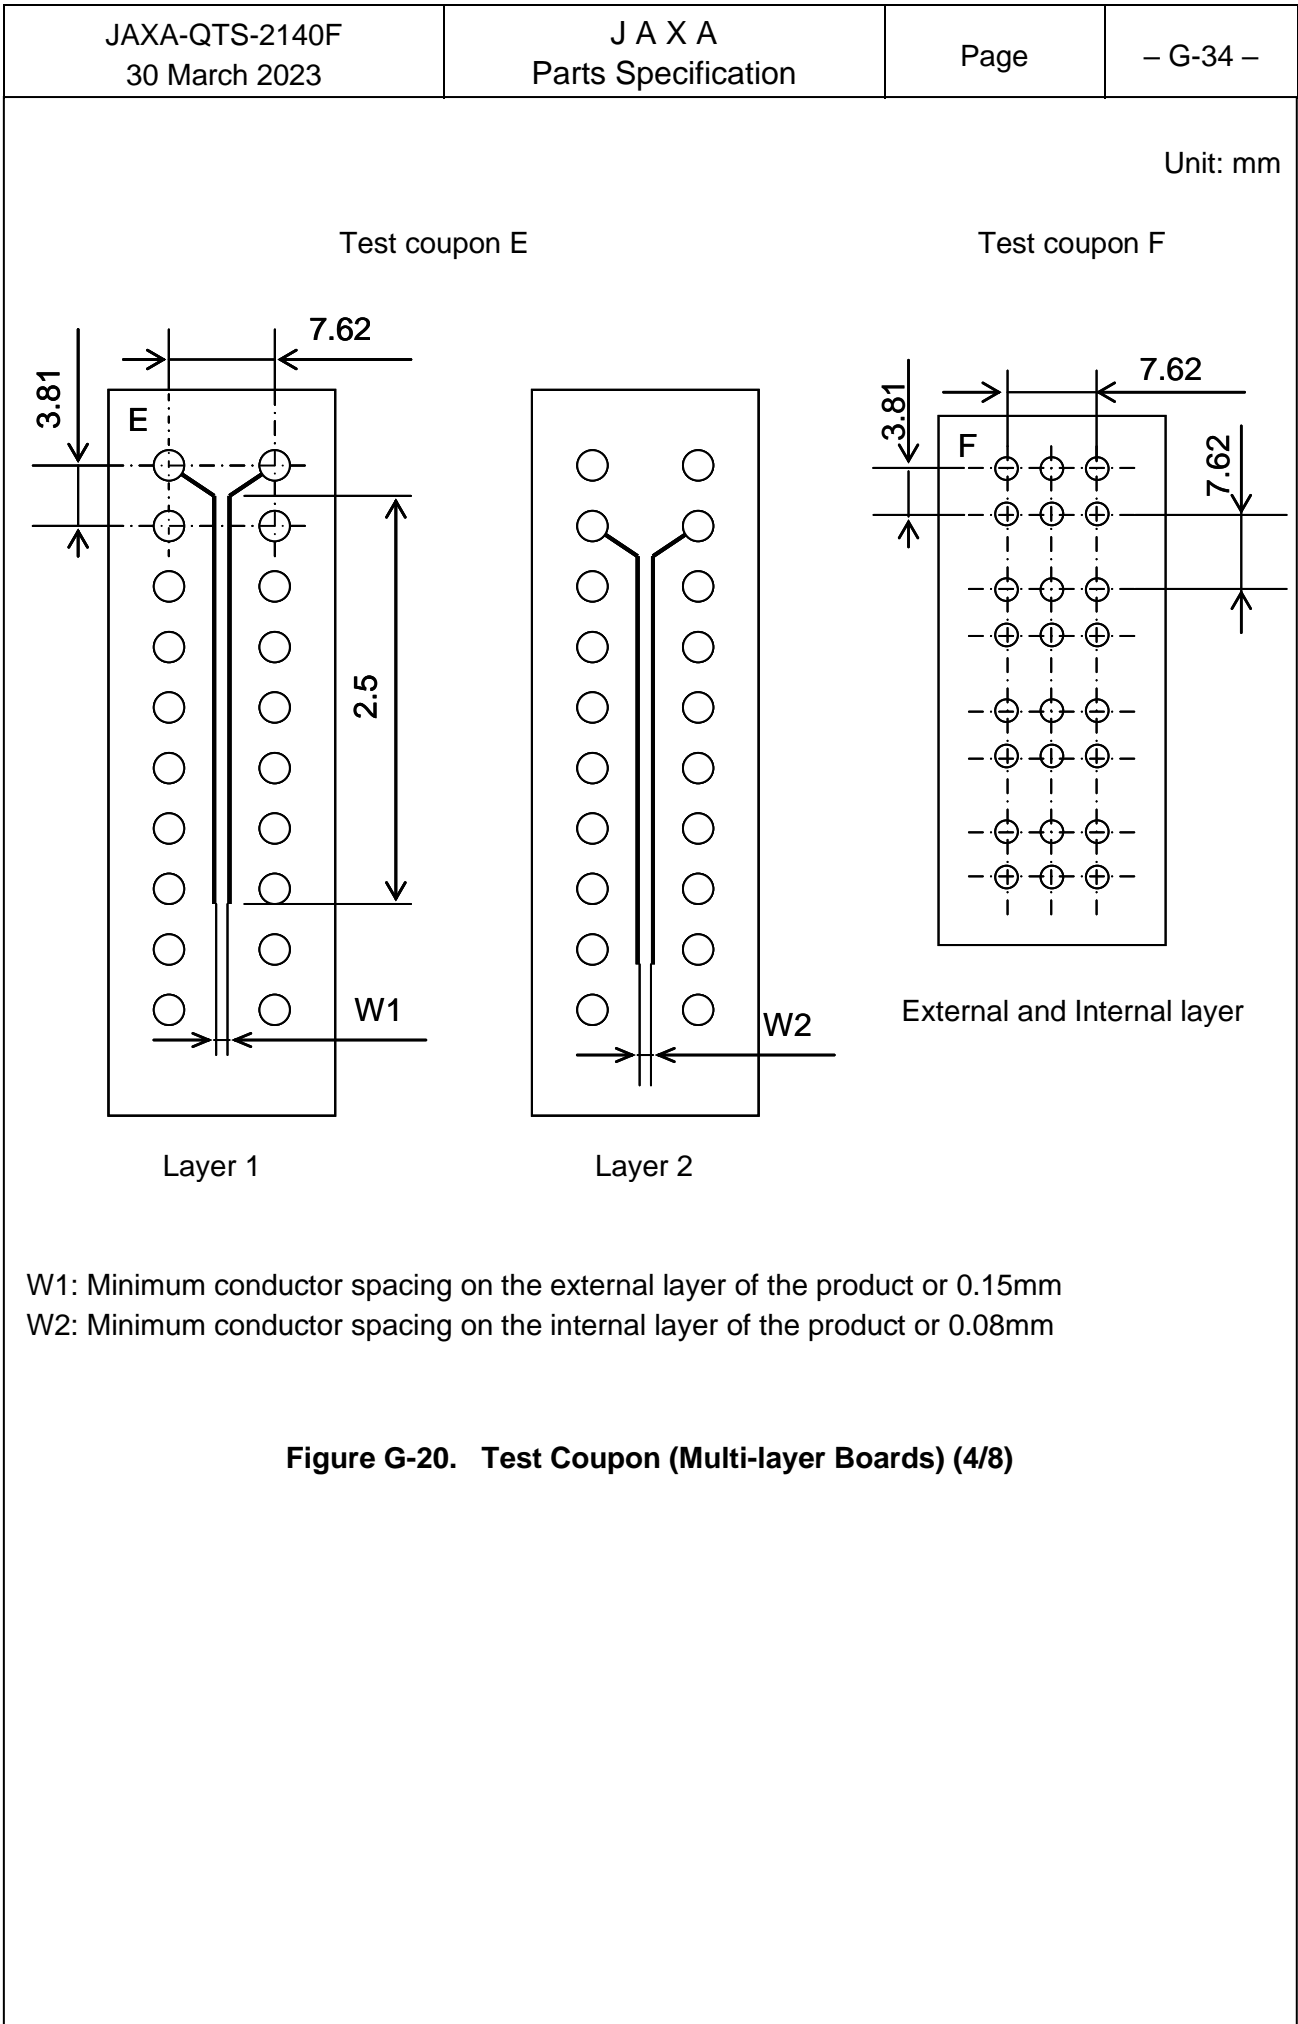 JAXA-QTS-2140F
30 March 2023
J A X A
Parts Specification
Page
– G-34 –
Unit: mm
Test coupon E
Test coupon F
7.62
3.81
E
2.5
W1
W2
7.62
3.81
F
7.62
External and Internal layer
Layer 1
Layer 2
W1: Minimum conductor spacing on the external layer of the product or 0.15mm
W2: Minimum conductor spacing on the internal layer of the product or 0.08mm
Figure G-20. Test Coupon (Multi-layer Boards) (4/8)